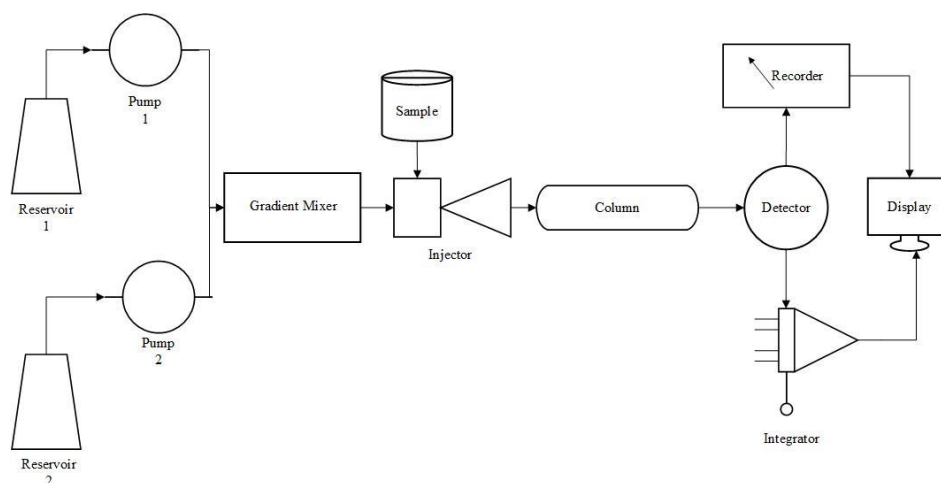 Pump
1
Reservoir
1
Pump
2
Reservoir
2
Gradient Mixer
Sample
Injector
Column
Detector
Recorder
Display
Integrator